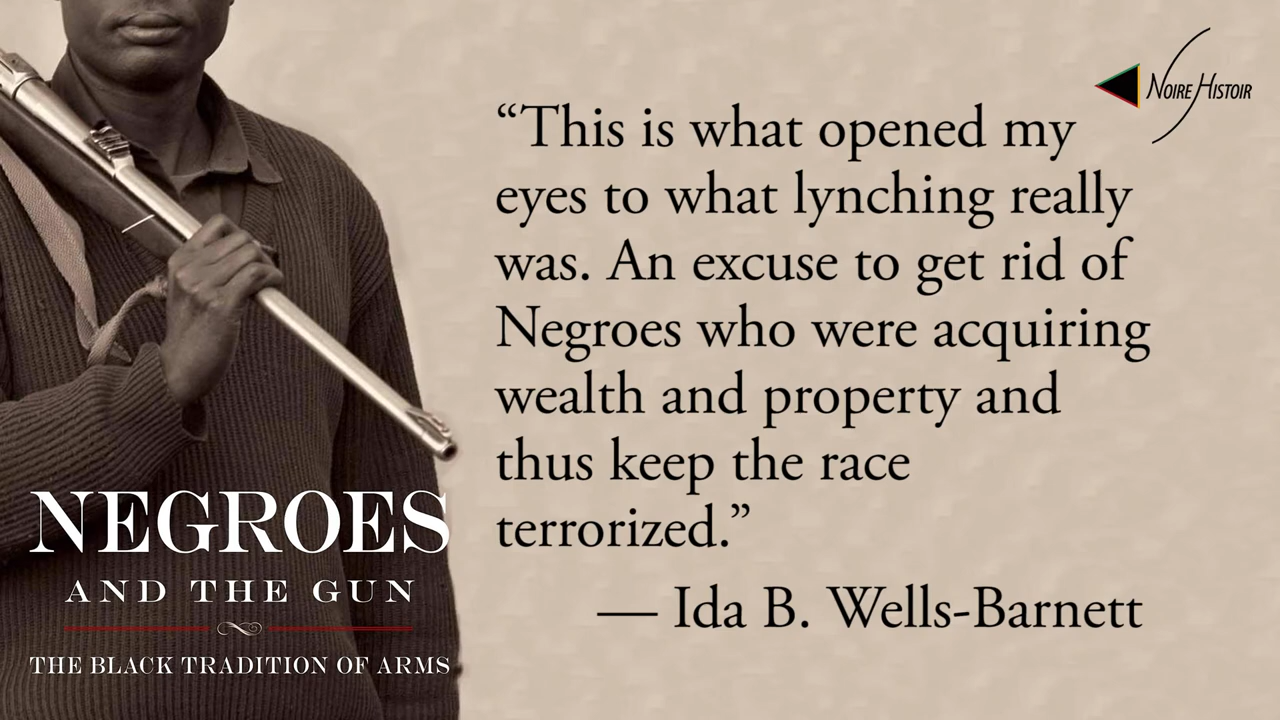 NOIRE HISTOIR
“This is what opened my
eyes to what lynching really
was. An excuse to get rid of
Negroes who were acquiring
wealth and property and
thus keep the race
terrorized.”
— Ida B. Wells-Barnett
NEGROES
AND THE GUN
THE BLACK TRADITION OF ARMS